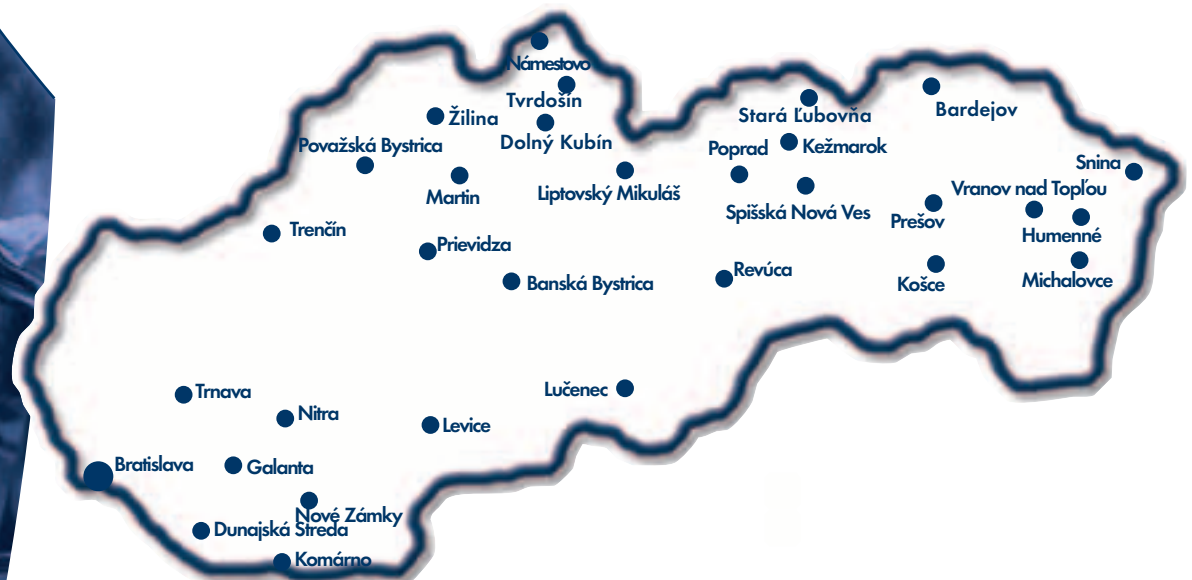 Námestovo
Tvrdošín
Žilina
Dolný Kubín
Stará Ľubovňa
Bardejov
Považská Bystrica
Poprad
Kežmarok
Snina
Martin
Liptovský Mikuláš
Vranov nad Topľou
Spišská Nová Ves
Prešov
Trenčín
Humenné
Prievidza
Revúca
Banská Bystrica
Košce
Michalovce
Trnava
Lučenec
Nitra
Levice
Bratislava
Galanta
Nové Zámky
Dunajská Streda
Komárno